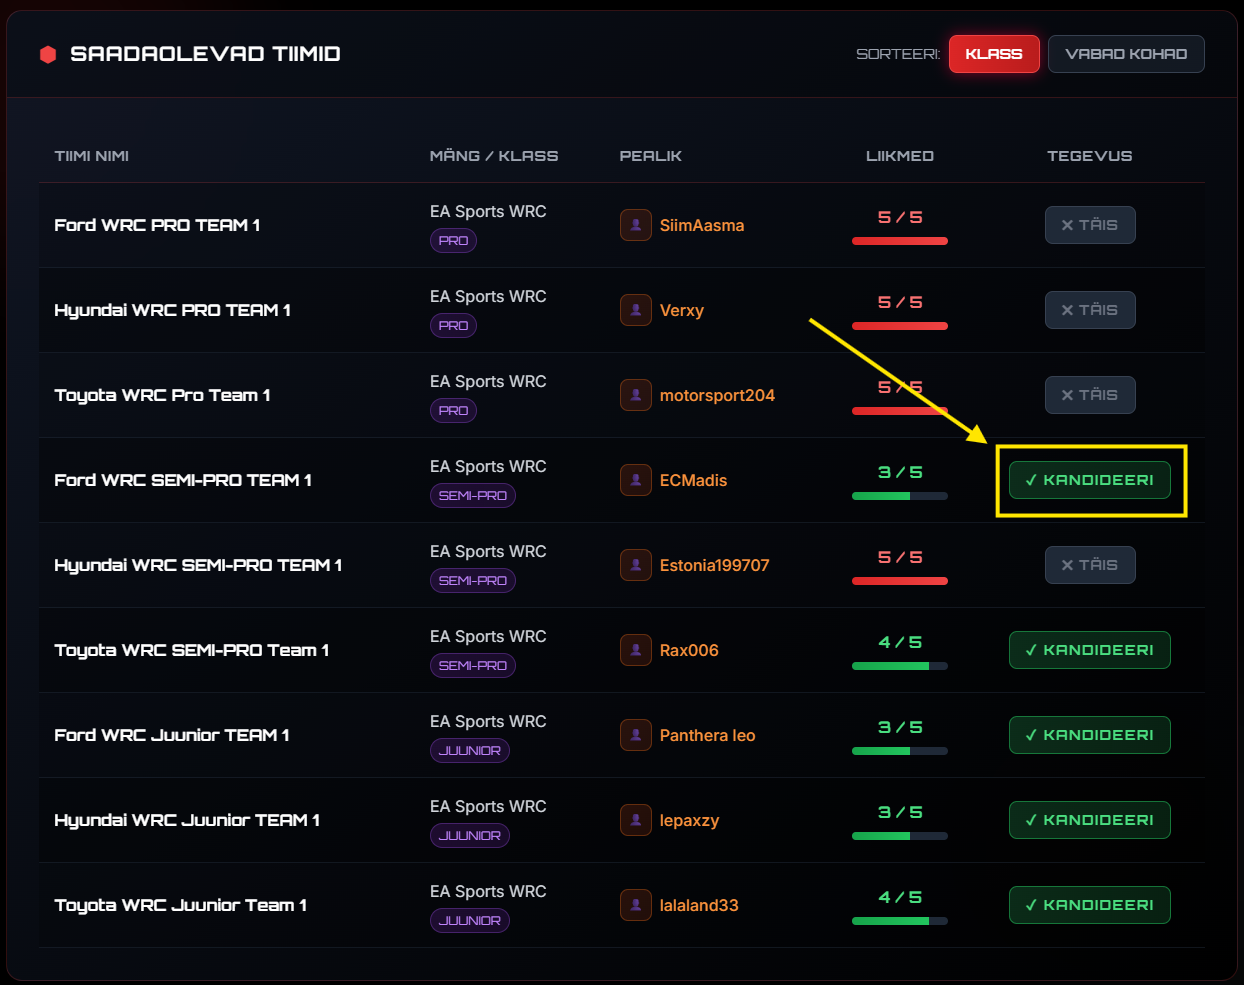 SAADAOLEVAD TIIMID
SORTEERI: KLASS VABAD KOHAD
TIIMI NIMI MÄNG / KLASS PEALIK LIIKMED TEGEVUS
Ford WRC PRO TEAM 1 EA Sports WRC PRO SiimAasma 5 / 5 ✕ TÄIS
Hyundai WRC PRO TEAM 1 EA Sports WRC PRO Verxy 5 / 5 ✕ TÄIS
Toyota WRC Pro Team 1 EA Sports WRC PRO motorsport204 5 / 5 ✕ TÄIS
Ford WRC SEMI-PRO TEAM 1 EA Sports WRC SEMI-PRO ECMadis 3 / 5 ✓ KANDIDEERI
Hyundai WRC SEMI-PRO TEAM 1 EA Sports WRC SEMI-PRO Estonia199707 5 / 5 ✕ TÄIS
Toyota WRC SEMI-PRO Team 1 EA Sports WRC SEMI-PRO Rax006 4 / 5 ✓ KANDIDEERI
Ford WRC Juunior TEAM 1 EA Sports WRC JUUNIOR Panthera leo 3 / 5 ✓ KANDIDEERI
Hyundai WRC Juunior TEAM 1 EA Sports WRC JUUNIOR lepaxzy 3 / 5 ✓ KANDIDEERI
Toyota WRC Juunior Team 1 EA Sports WRC JUUNIOR lalaland33 4 / 5 ✓ KANDIDEERI